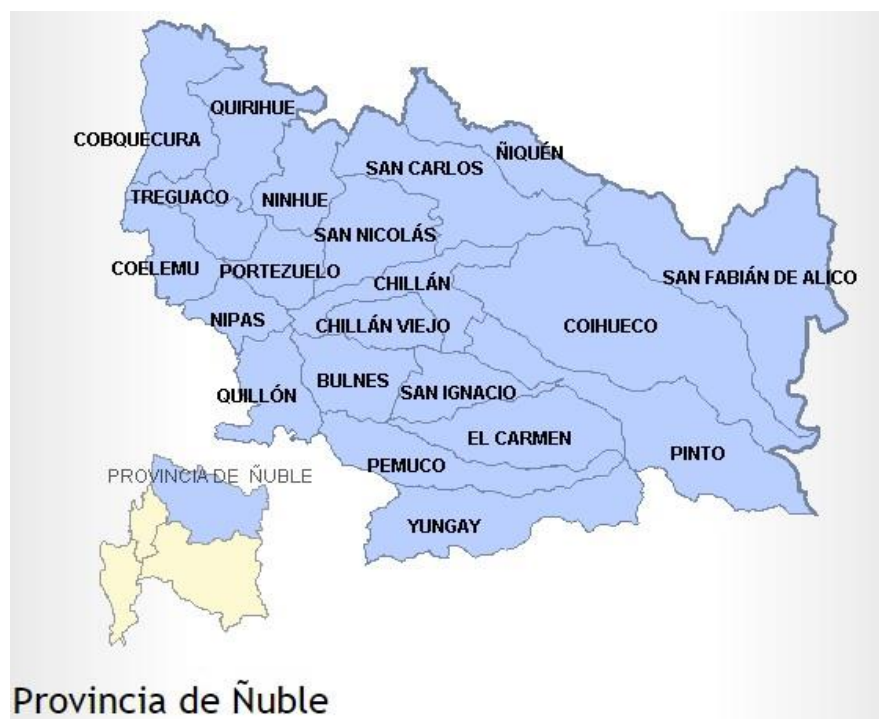 QUIRIHUE
COBQUECURA
ÑIQUÉN
SAN CARLOS
TREGUACO
NINHUE
SAN NICOLÁS
COELEMU
PORTEZUELO
CHILLÁN
SAN FABIÁN DE ALICO
NIPAS
CHILLÁN VIEJO
COIHUECO
QUILLÓN
BULNES
SAN IGNACIO
EL CARMEN
PINTO
PEMUCO
PROVINCIA DE ÑUBLE
YUNGAY
Provincia de Ñuble